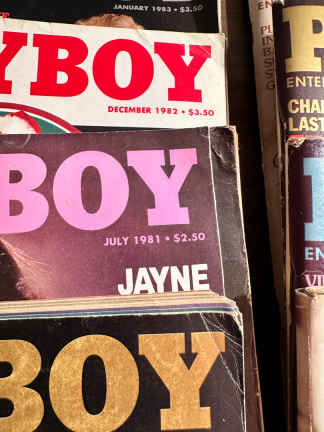 JANUARY 1983 • $3.50
YBOY
DECEMBER 1982 • $3.50
BOY
JULY 1981 • $2.50
JAYNE
BOY
P
ENTER
CHA
LAST
EN